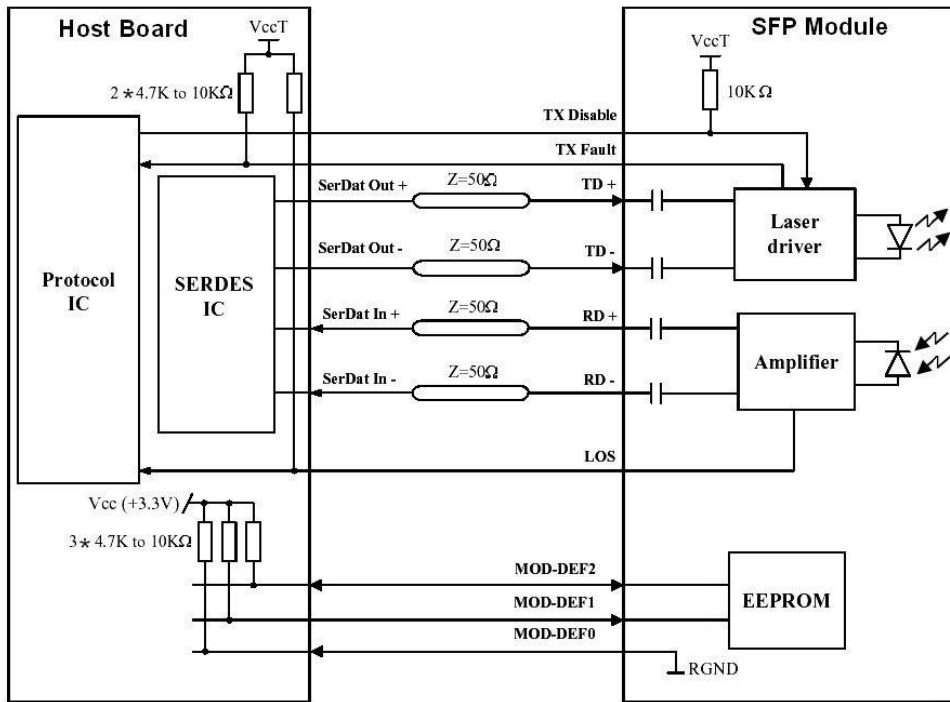 Host Board
SFP Module
VccT
VccT
2*4.7K to 10KΩ
10KΩ
TX Disable
TX Fault
SerDat Out +
Z=50Ω
TD +
Laser
driver
SerDat Out -
Z=50Ω
TD -
Protocol
IC
SERDES
IC
SerDat In +
Z=50Ω
RD +
Amplifier
SerDat In -
Z=50Ω
RD -
LOS
Vcc (+3.3V)
3*4.7K to 10KΩ
MOD-DEF2
EEPROM
MOD-DEF1
MOD-DEF0
RGND